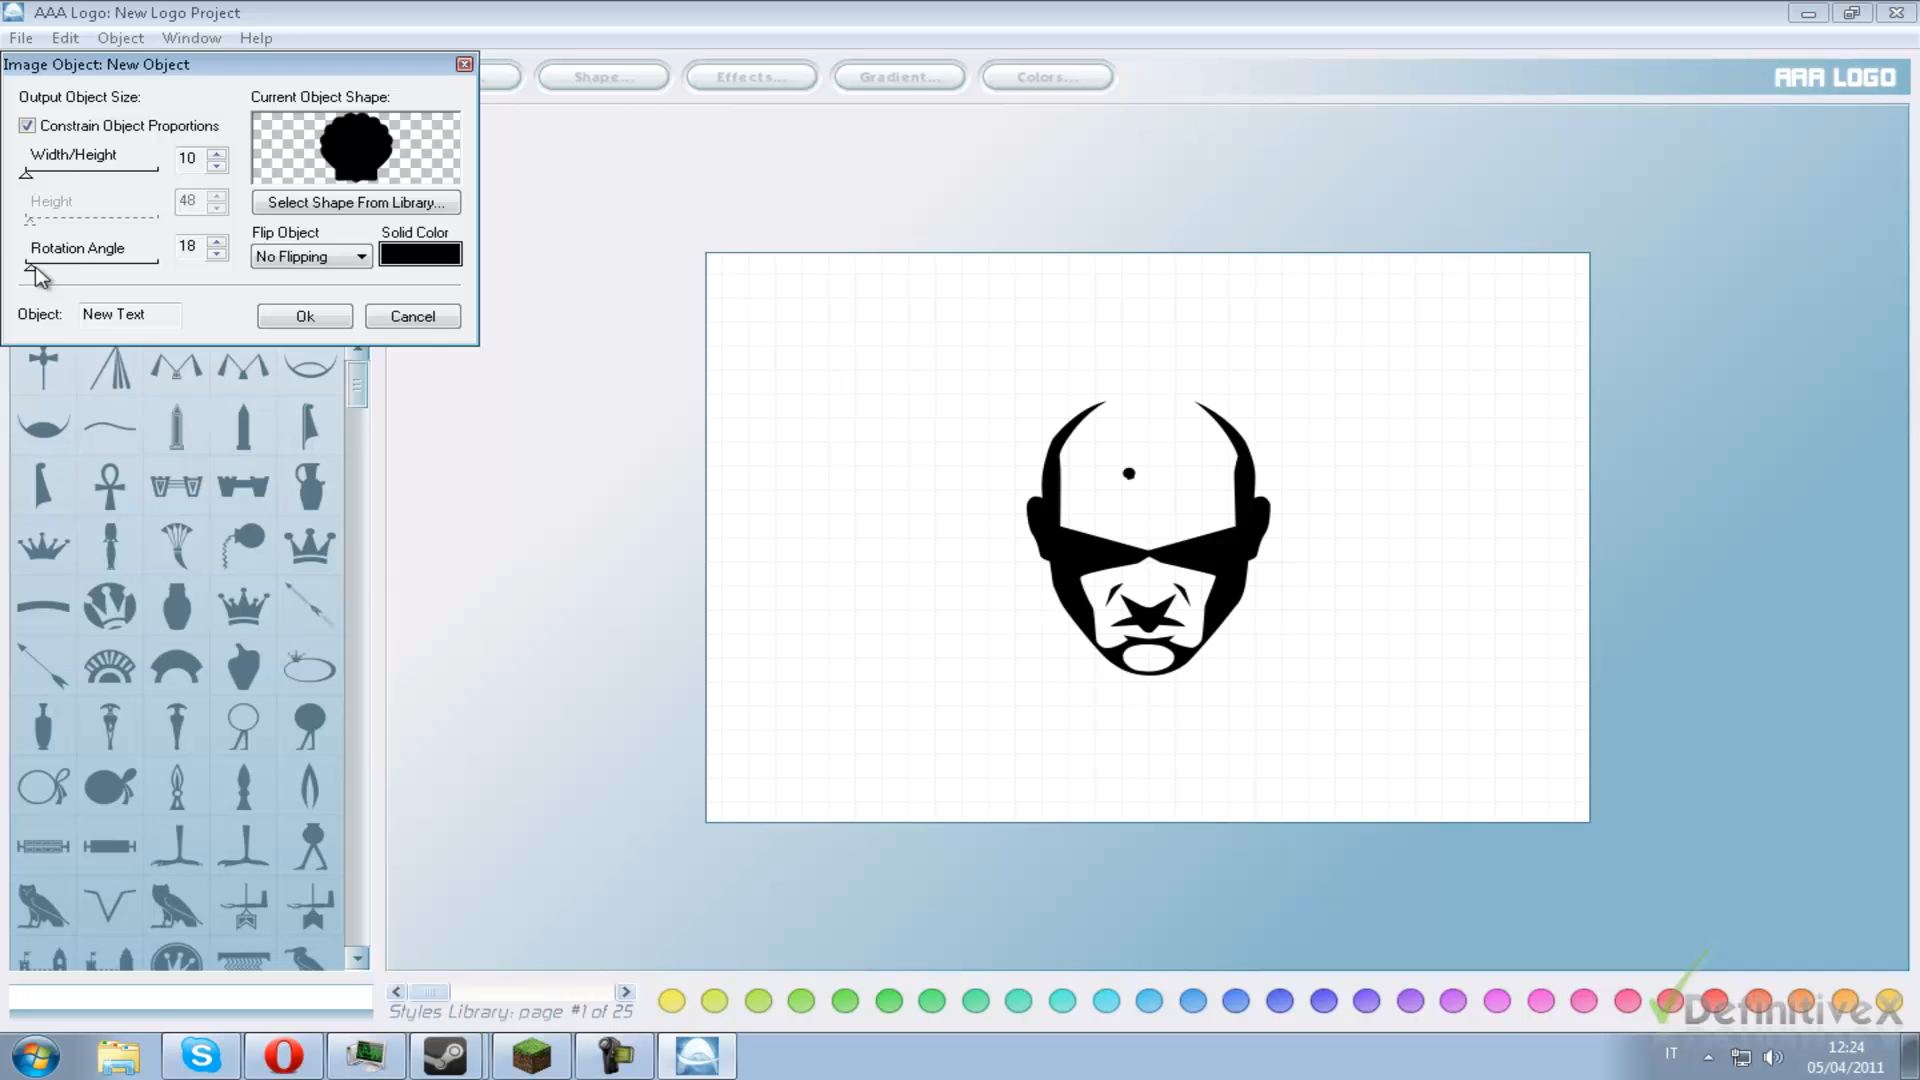 AAA Logo: New Logo Project
File Edit Object Window Help
Image Object: New Object
Shape... Effects... Gradient... Colors...
AAA LOGO
Output Object Size:
Current Object Shape:
Constrain Object Proportions
Width/Height 10
Height 48
Select Shape From Library...
Flip Object Solid Color
Rotation Angle 18
No Flipping
Object: New Text Ok Cancel
Styles Library: page #1 of 25
DefinitiveX
IT
12:24
05/04/2011